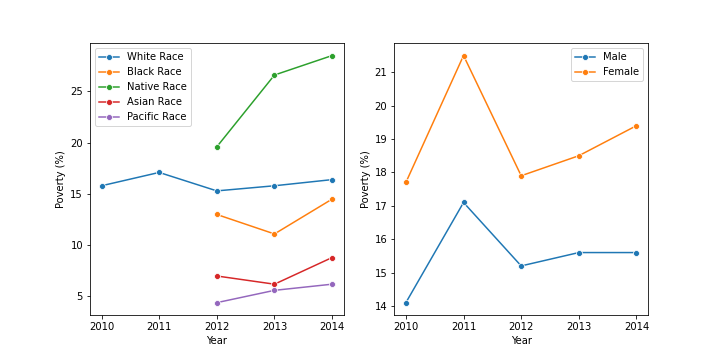 White Race
Black Race
Native Race
Asian Race
Pacific Race
Poverty (%)
25
20
15
10
5
2010 2011 2012 2013 2014
Year
Male
Female
Poverty (%)
21
20
19
18
17
16
15
14
2010 2011 2012 2013 2014
Year